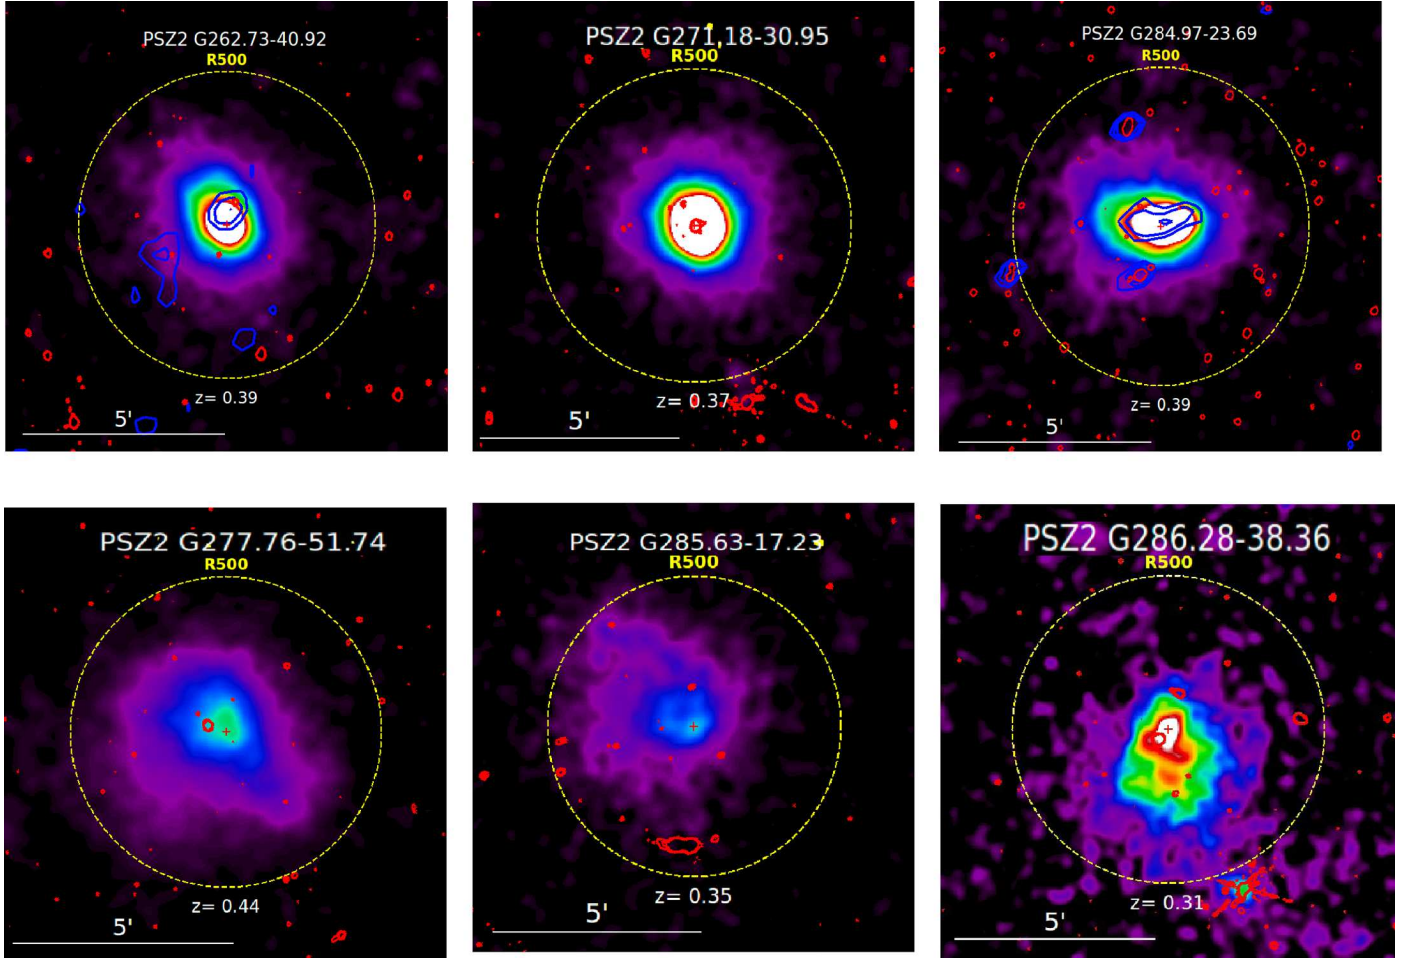 PSZ2 G262.73-40.92
R500
z= 0.39
5'
PSZ2 G271.18-30.95
R500
z= 0.37
5'
PSZ2 G284.97-23.69
R500
z= 0.39
5'
PSZ2 G277.76-51.74
R500
z= 0.44
5'
PSZ2 G285.63-17.23
R500
z= 0.35
5'
PSZ2 G286.28-38.36
R500
z= 0.31
5'